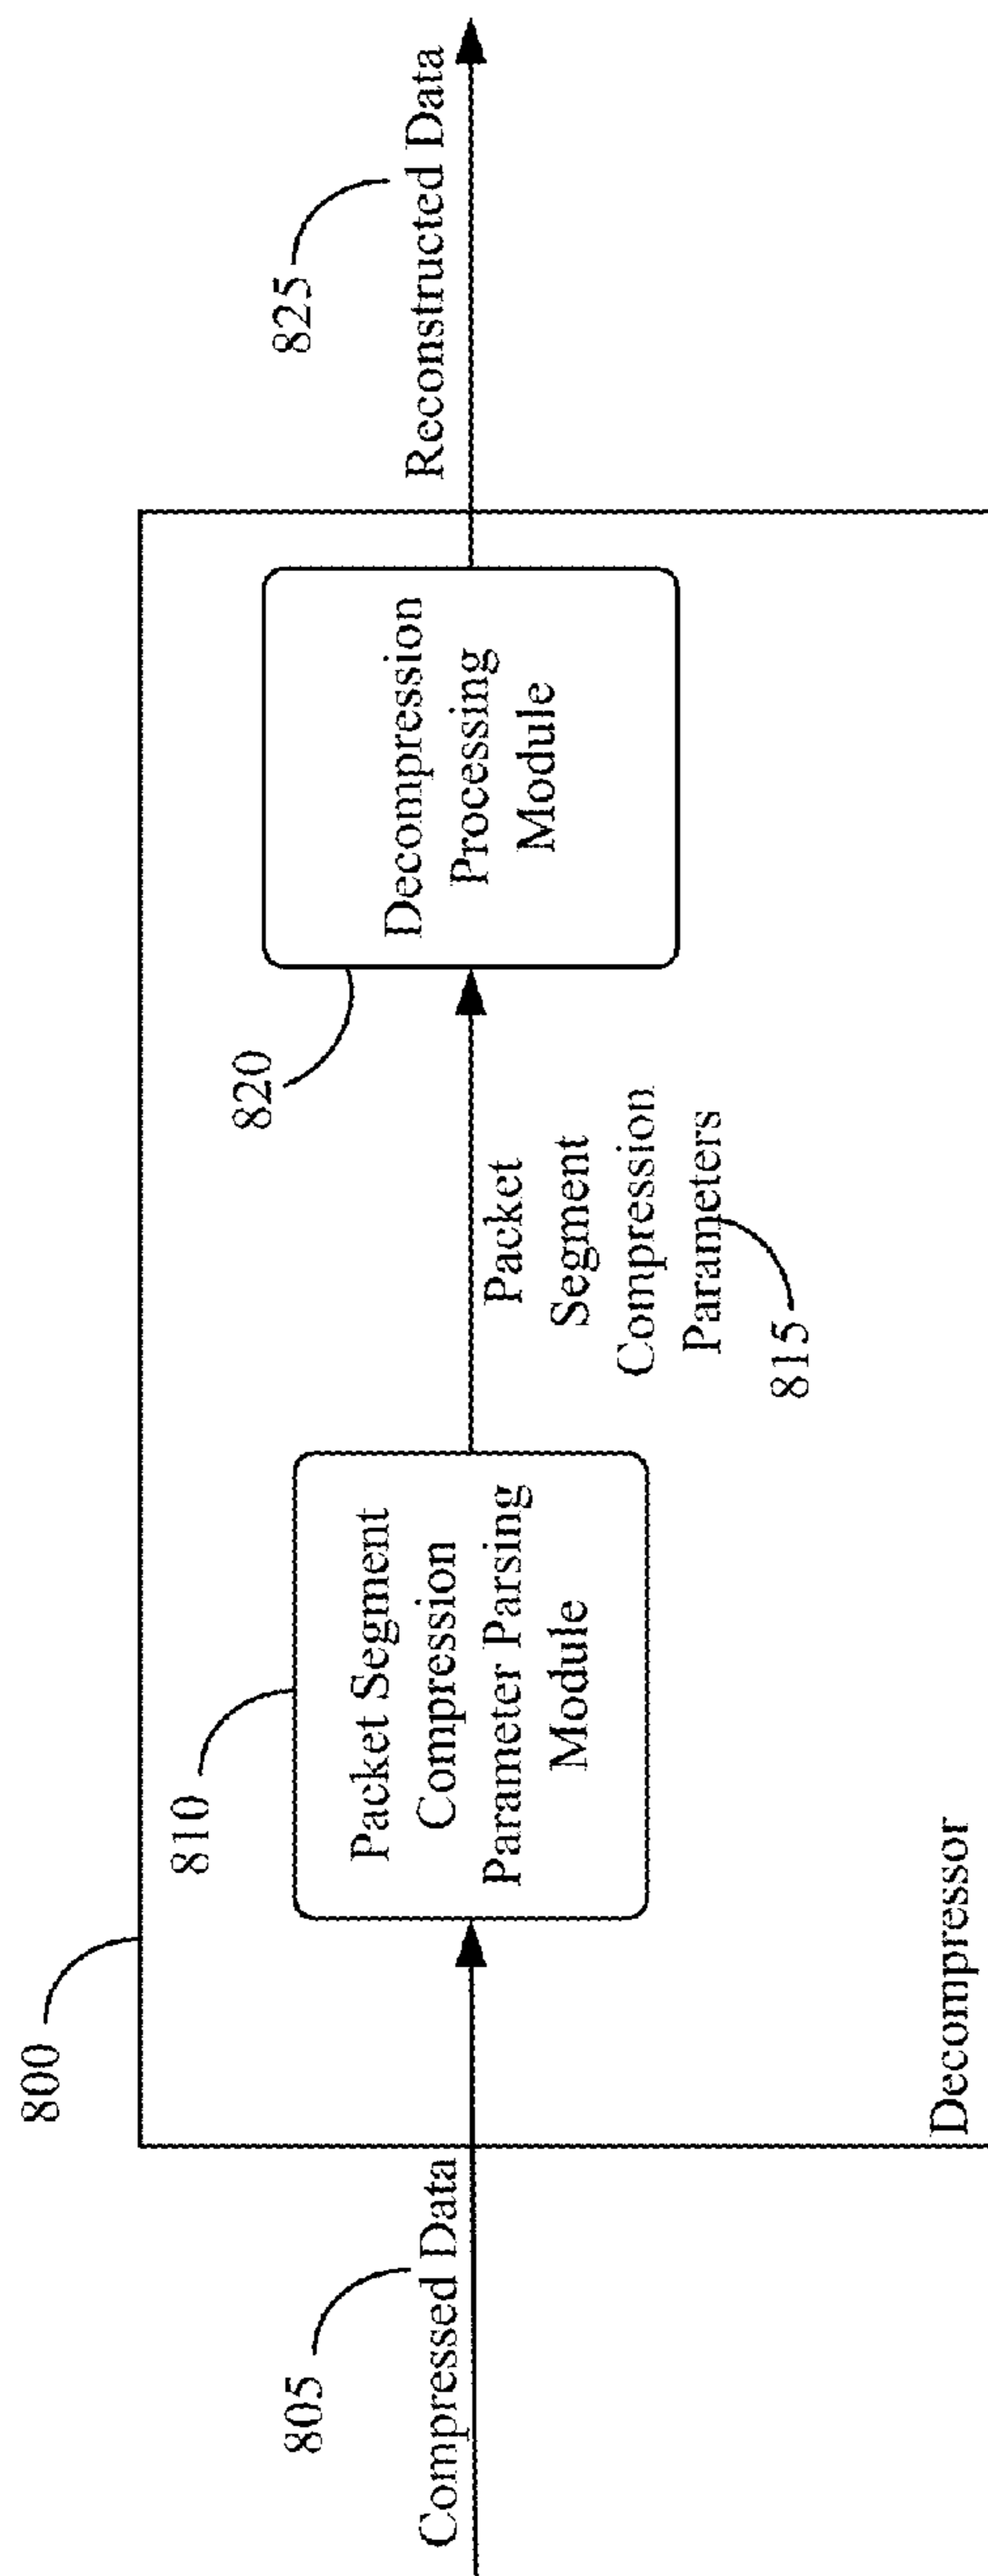 800
805
Compressed Data
810
Packet Segment
Compression
Parameter Parsing
Module
Packet
Segment
Compression
Parameters
815
820
Decompression
Processing
Module
825
Reconstructed Data
Decompressor